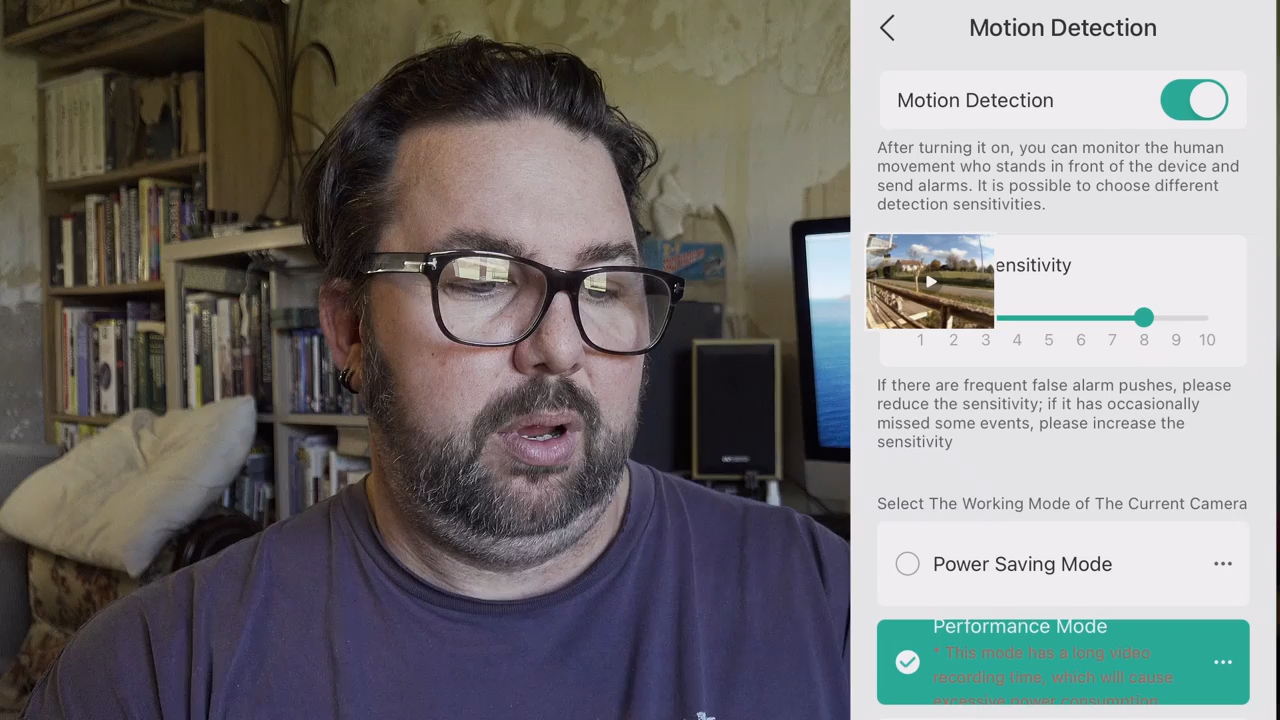 Motion Detection
Motion Detection
After turning it on, you can monitor the human
movement who stands in front of the device and
send alarms. It is possible to choose different
detection sensitivities.
ensitivity
1 2 3 4 5 6 7 8 9 10
If there are frequent false alarm pushes, please
reduce the sensitivity; if it has occasionally
missed some events, please increase the
sensitivity
Select The Working Mode of The Current Camera
Power Saving Mode
Performance Mode
* This mode has a long video
recording time, which will cause
excessive power consumption